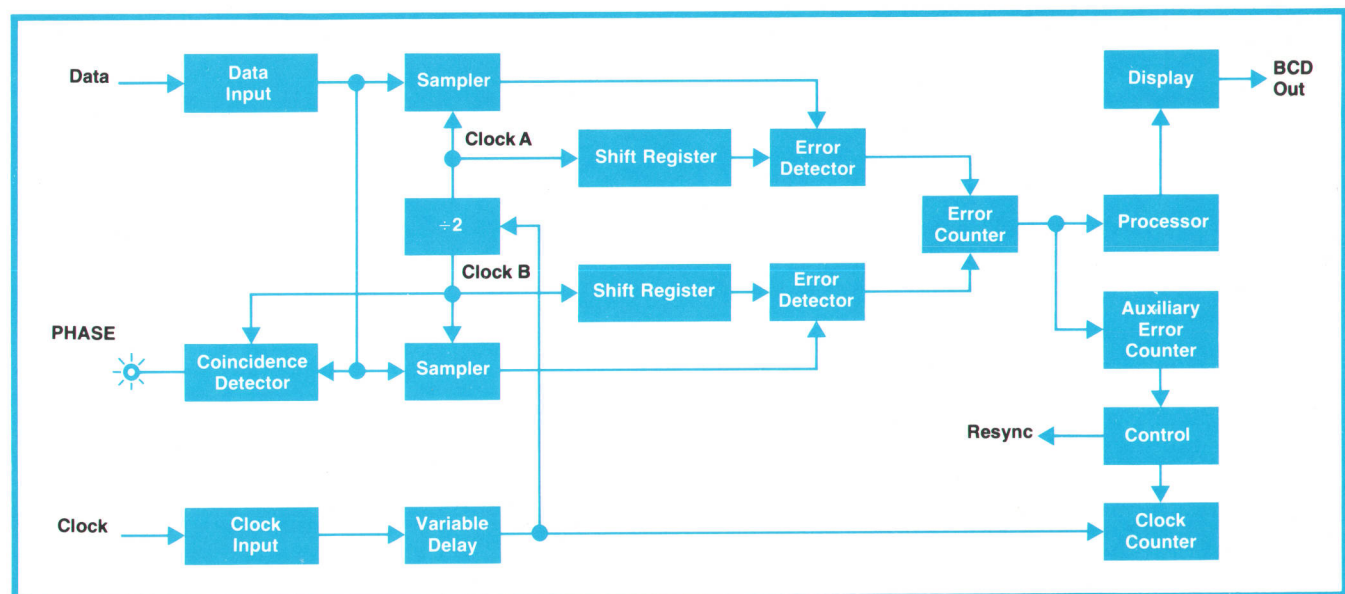 Data
Data
Input
Sampler
Display
BCD
Out
Clock A
Shift Register
Error
Detector
÷2
Error
Counter
Processor
Clock B
Shift Register
Error
Detector
PHASE
Coincidence
Detector
Sampler
Auxiliary
Error
Counter
Resync
Control
Clock
Clock
Input
Variable
Delay
Clock
Counter